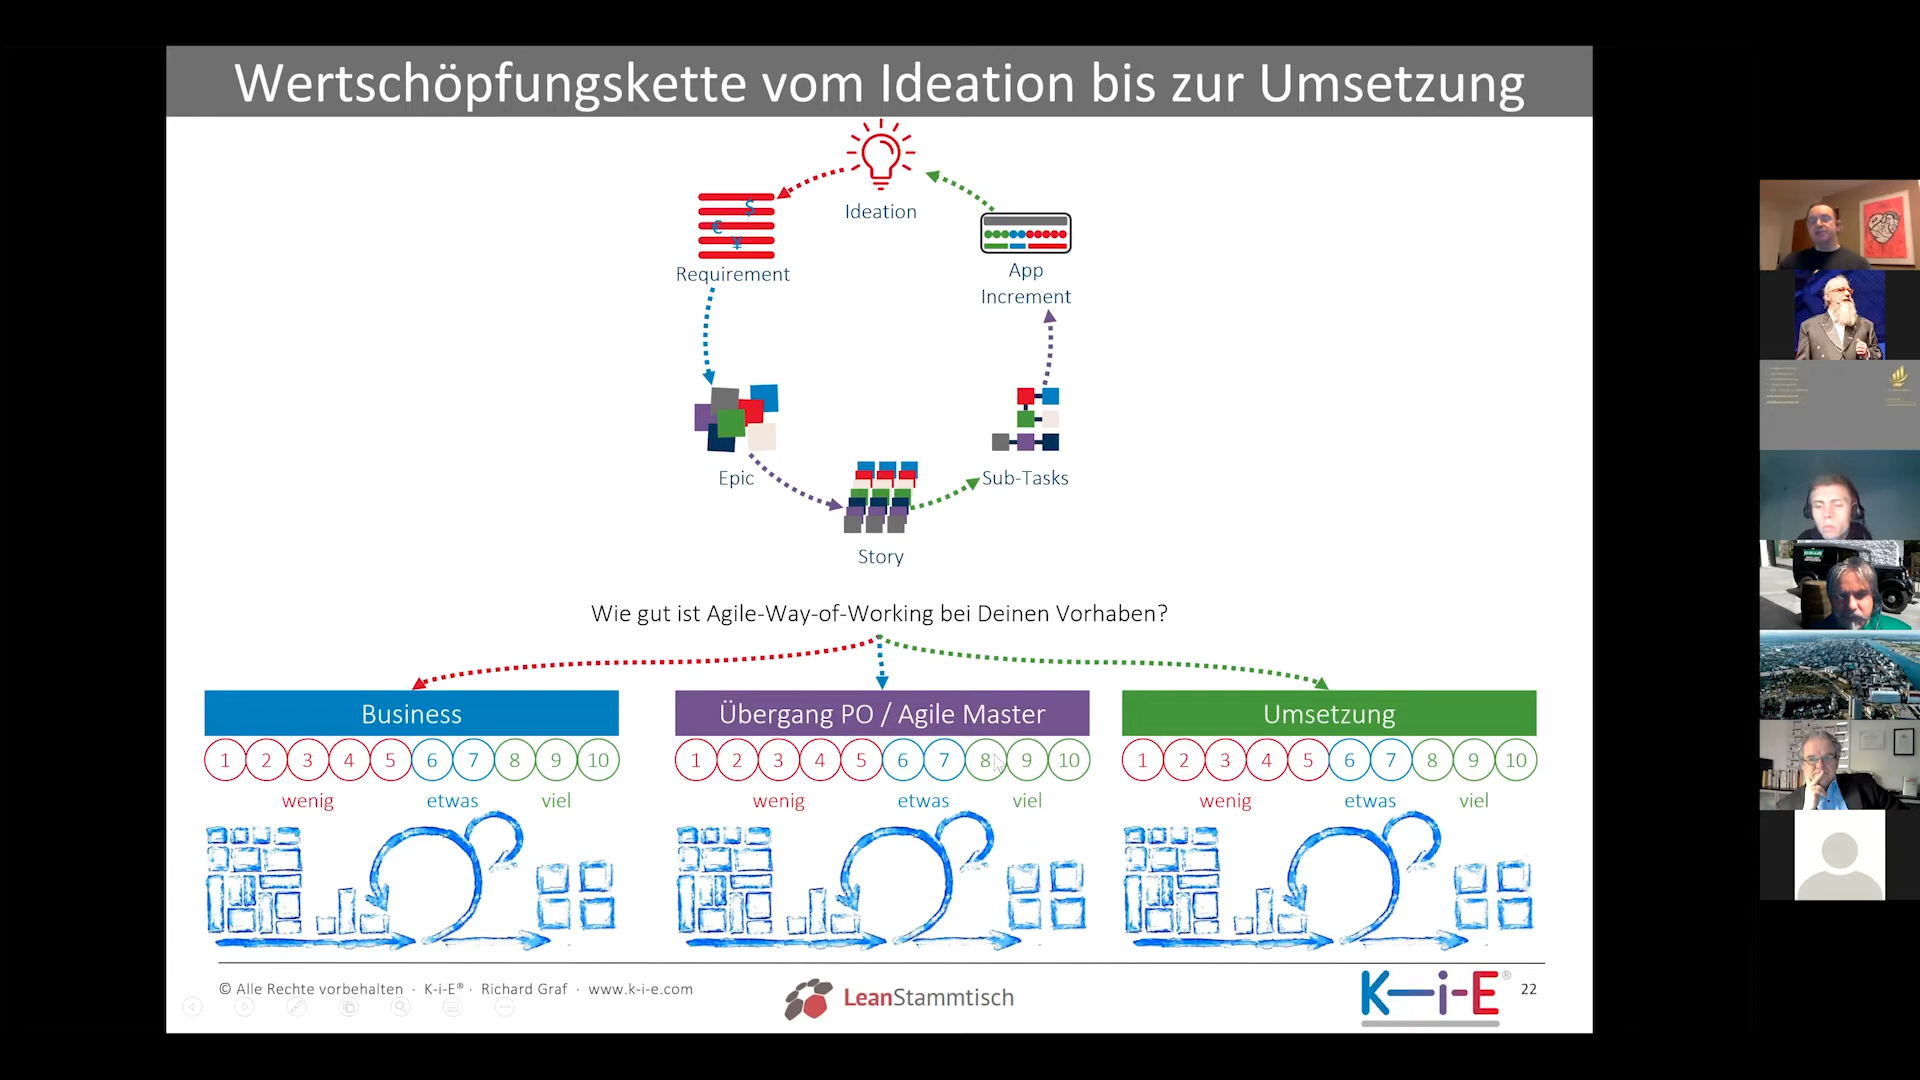 Wertschöpfungskette vom Ideation bis zur Umsetzung
Ideation
$
€
¥
Requirement
App
Increment
Epic
Sub-Tasks
Story
Wie gut ist Agile-Way-of-Working bei Deinen Vorhaben?
Business
Übergang PO / Agile Master
Umsetzung
1 2 3 4 5 6 7 8 9 10
1 2 3 4 5 6 7 8 9 10
1 2 3 4 5 6 7 8 9 10
wenig etwas viel
wenig etwas viel
wenig etwas viel
© Alle Rechte vorbehalten · K-i-E® · Richard Graf · www.k-i-e.com
LeanStammtisch
K-i-E®
22